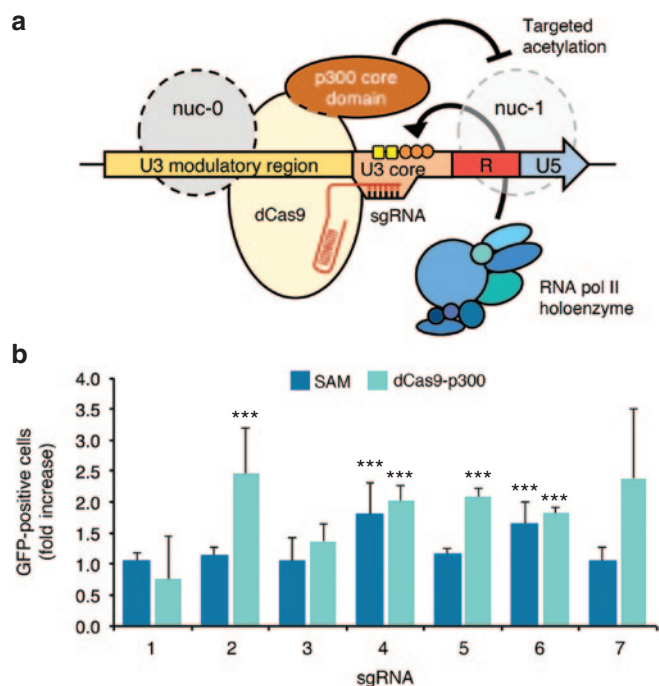 a
Targeted
acetylation
p300 core
domain
nuc-0
nuc-1
U3 modulatory region
U3 core
R
U5
dCas9
sgRNA
RNA pol II
holoenzyme
b
SAM
dCas9-p300
GFP-positive cells
(fold increase)
4.0
3.5
3.0
2.5
2.0
1.5
1.0
0.5
0.0
***
***
***
***
***
***
1
2
3
4
5
6
7
sgRNA